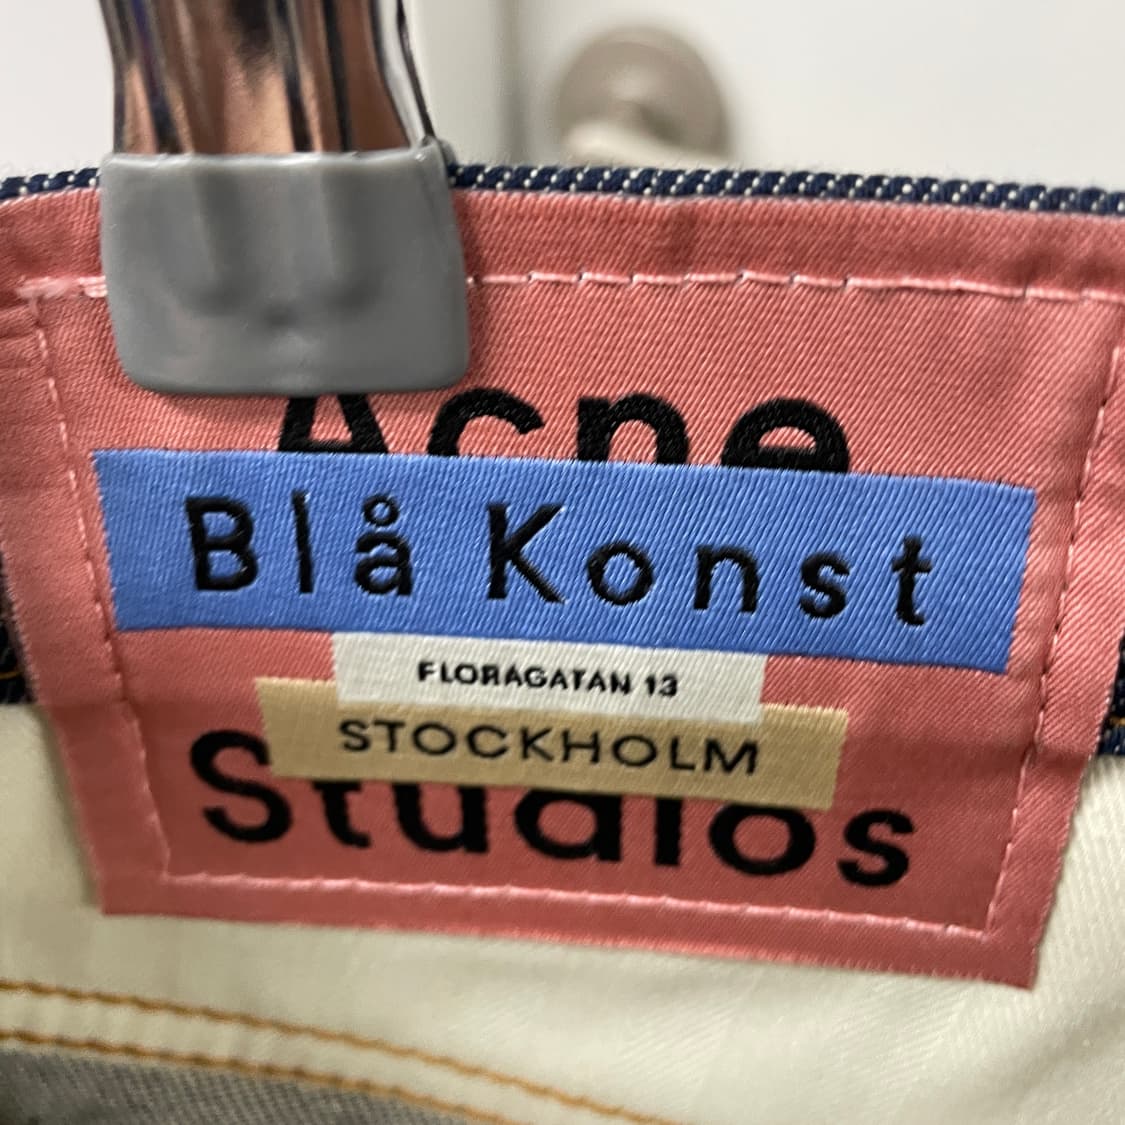 Acne
Blå Konst
FLORAGATAN 13
STOCKHOLM
Studios